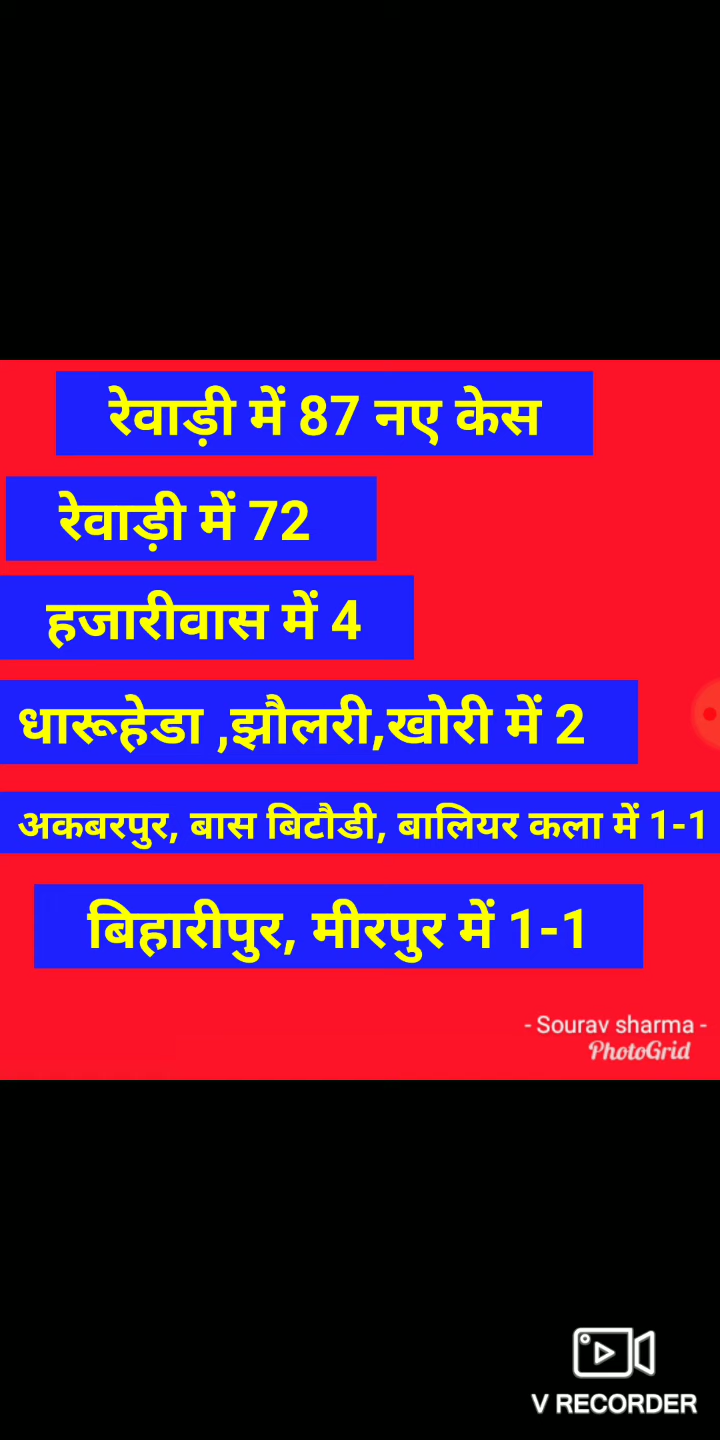 रेवाड़ी में 87 नए केस
रेवाड़ी में 72
हजारीवास में 4
धारूहेडा ,झौलरी,खोरी में 2
अकबरपुर, बास बिटौडी, बालियर कला में 1-1
बिहारीपुर, मीरपुर में 1-1
- Sourav sharma -
PhotoGrid
V RECORDER